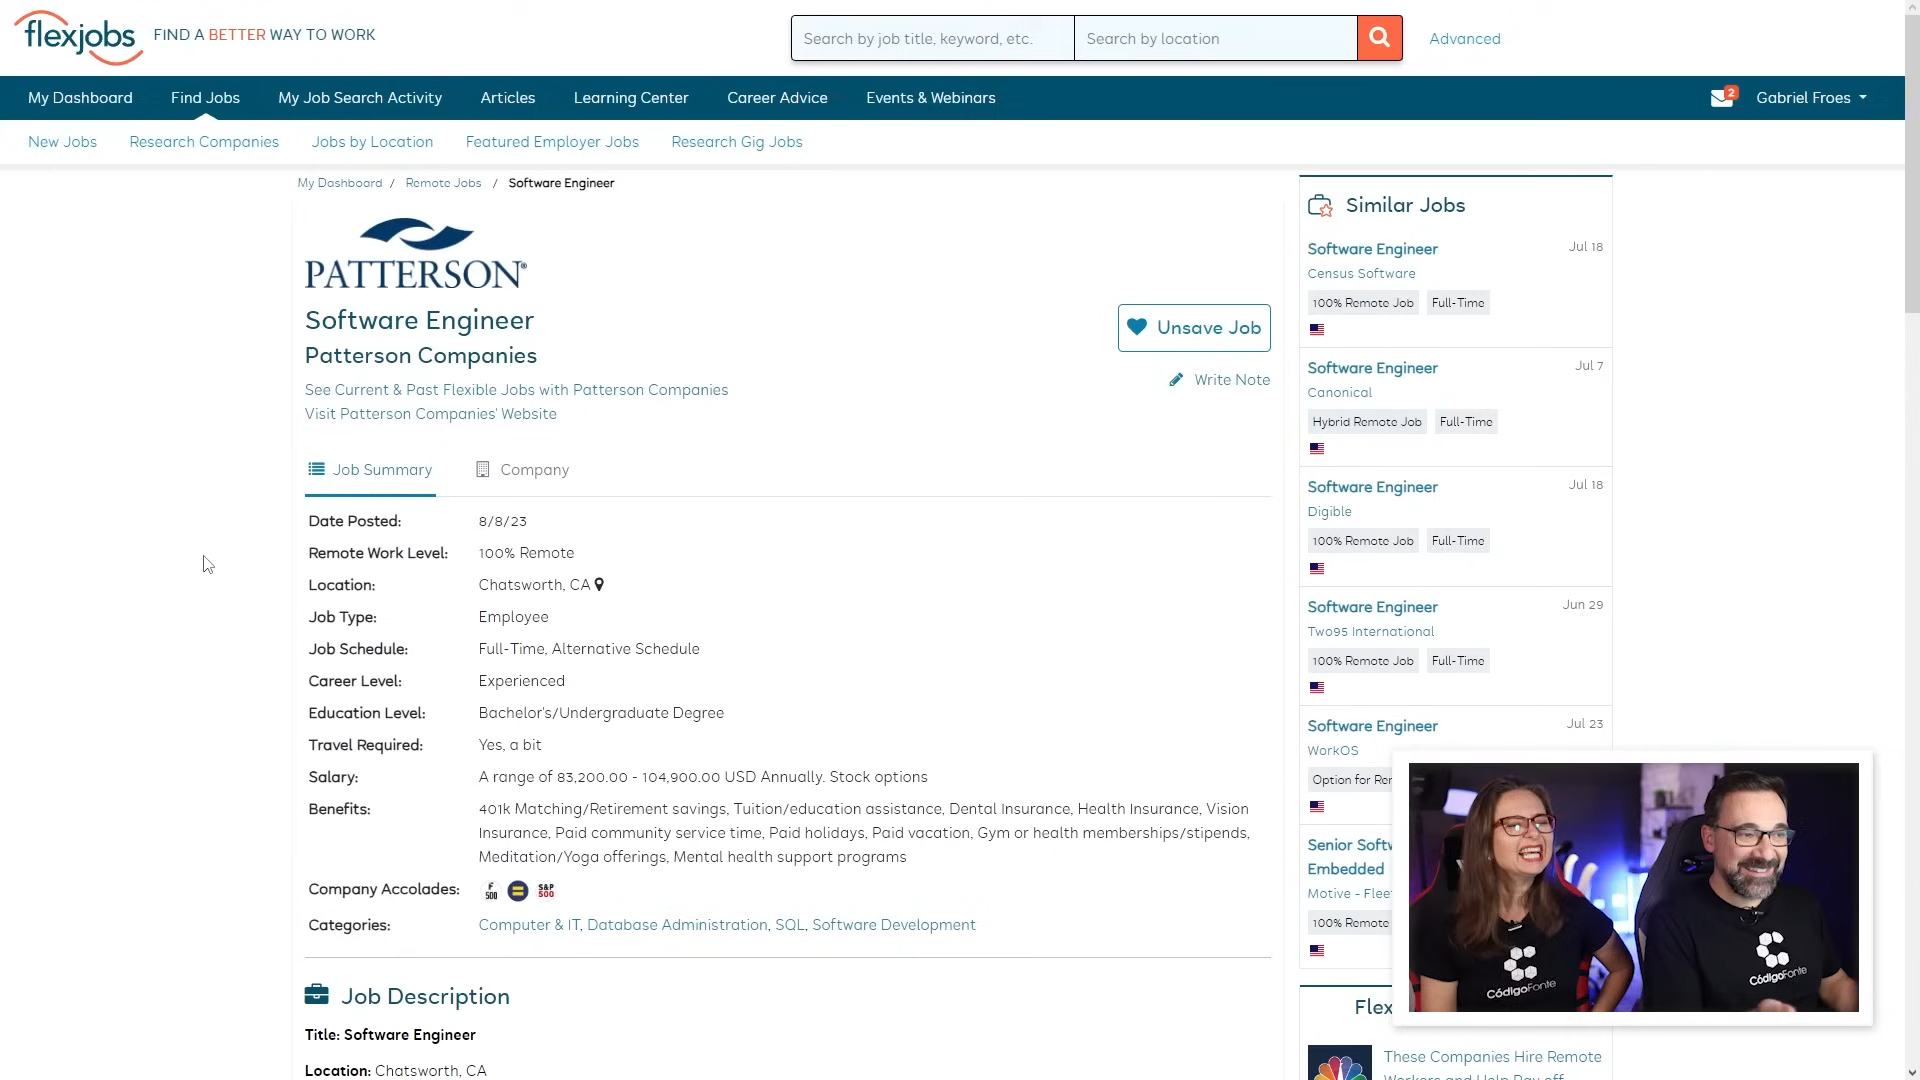 flexjobs
FIND A BETTER WAY TO WORK
Search by job title, keyword, etc.
Search by location
Advanced
My Dashboard
Find Jobs
My Job Search Activity
Articles
Learning Center
Career Advice
Events & Webinars
2
Gabriel Froes
New Jobs
Research Companies
Jobs by Location
Featured Employer Jobs
Research Gig Jobs
My Dashboard / Remote Jobs / Software Engineer
PATTERSON®
Software Engineer
Patterson Companies
See Current & Past Flexible Jobs with Patterson Companies
Visit Patterson Companies' Website
Unsave Job
Write Note
Job Summary
Company
Date Posted: 8/8/23
Remote Work Level: 100% Remote
Location: Chatsworth, CA
Job Type: Employee
Job Schedule: Full-Time, Alternative Schedule
Career Level: Experienced
Education Level: Bachelor's/Undergraduate Degree
Travel Required: Yes, a bit
Salary: A range of 83,200.00 - 104,900.00 USD Annually. Stock options
Benefits: 401k Matching/Retirement savings, Tuition/education assistance, Dental Insurance, Health Insurance, Vision
Insurance, Paid community service time, Paid holidays, Paid vacation, Gym or health memberships/stipends,
Meditation/Yoga offerings, Mental health support programs
Company Accolades: F 500 S&P 500
Categories: Computer & IT, Database Administration, SQL, Software Development
Job Description
Title: Software Engineer
Location: Chatsworth, CA
Similar Jobs
Software Engineer Jul 18
Census Software
100% Remote Job Full-Time
Software Engineer Jul 7
Canonical
Hybrid Remote Job Full-Time
Software Engineer Jul 18
Digible
100% Remote Job Full-Time
Software Engineer Jun 29
Two95 International
100% Remote Job Full-Time
Software Engineer Jul 23
WorkOS
Option for Rem
Senior Softw
Embedded
Motive - Flee
100% Remote
Flex
These Companies Hire Remote
Workers and Help Pay off
CódigoFonte
CódigoFonte